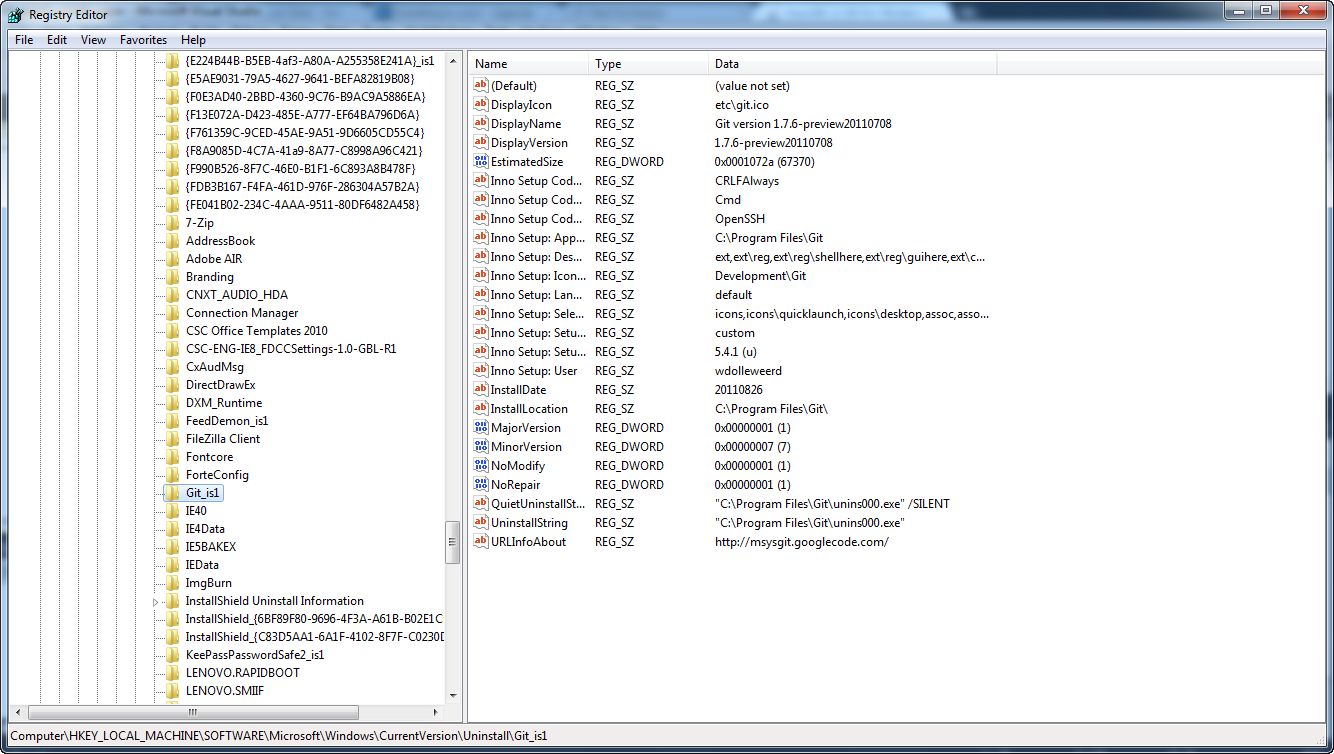 Registry Editor
File Edit View Favorites Help
{E224B44B-B5EB-4af3-A80A-A255358E241A}_is1
{E5AE9031-79A5-4627-9641-BEFA82819B08}
{F0E3AD40-2BBD-4360-9C76-B9AC9A5886EA}
{F13E072A-D423-485E-A777-EF64BA796D6A}
{F761359C-9CED-45AE-9A51-9D6605CD55C4}
{F8A9085D-4C7A-41a9-8A77-C8998A96C421}
{F990B526-8F7C-46E0-B1F1-6C893A8B478F}
{FDB3B167-F4FA-461D-976F-286304A57B2A}
{FE041B02-234C-4AAA-9511-80DF6482A458}
7-Zip
AddressBook
Adobe AIR
Branding
CNXT_AUDIO_HDA
Connection Manager
CSC Office Templates 2010
CSC-ENG-IE8_FDCCSettings-1.0-GBL-R1
CxAudMsg
DirectDrawEx
DXM_Runtime
FeedDemon_is1
FileZilla Client
Fontcore
ForteConfig
Git_is1
IE40
IE4Data
IE5BAKEX
IEData
ImgBurn
InstallShield Uninstall Information
InstallShield_{6BF89F80-9696-4F3A-A61B-B02E1C
InstallShield_{C83D5AA1-6A1F-4102-8F7F-C0230D
KeePassPasswordSafe2_is1
LENOVO.RAPIDBOOT
LENOVO.SMIIF
Name Type Data
(Default) REG_SZ (value not set)
DisplayIcon REG_SZ etc\git.ico
DisplayName REG_SZ Git version 1.7.6-preview20110708
DisplayVersion REG_SZ 1.7.6-preview20110708
EstimatedSize REG_DWORD 0x0001072a (67370)
Inno Setup Cod... REG_SZ CRLFAlways
Inno Setup Cod... REG_SZ Cmd
Inno Setup Cod... REG_SZ OpenSSH
Inno Setup: App... REG_SZ C:\Program Files\Git
Inno Setup: Des... REG_SZ ext,ext\reg,ext\reg\shellhere,ext\reg\guihere,ext\c...
Inno Setup: Icon... REG_SZ Development\Git
Inno Setup: Lan... REG_SZ default
Inno Setup: Sele... REG_SZ icons,icons\quicklaunch,icons\desktop,assoc,asso...
Inno Setup: Setu... REG_SZ custom
Inno Setup: Setu... REG_SZ 5.4.1 (u)
Inno Setup: User REG_SZ wdolleweerd
InstallDate REG_SZ 20110826
InstallLocation REG_SZ C:\Program Files\Git\
MajorVersion REG_DWORD 0x00000001 (1)
MinorVersion REG_DWORD 0x00000007 (7)
NoModify REG_DWORD 0x00000001 (1)
NoRepair REG_DWORD 0x00000001 (1)
QuietUninstallSt... REG_SZ "C:\Program Files\Git\unins000.exe" /SILENT
UninstallString REG_SZ "C:\Program Files\Git\unins000.exe"
URLInfoAbout REG_SZ http://msysgit.googlecode.com/
Computer\HKEY_LOCAL_MACHINE\SOFTWARE\Microsoft\Windows\CurrentVersion\Uninstall\Git_is1